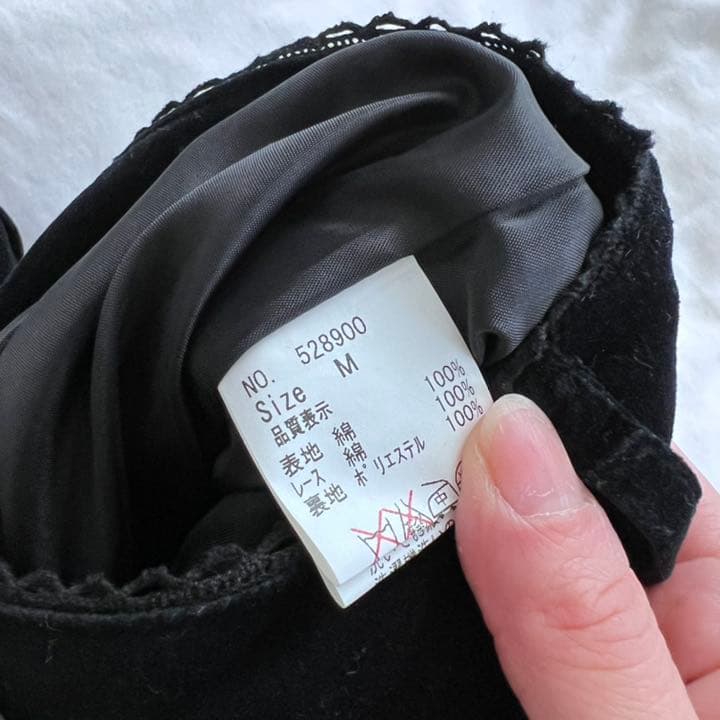 NO. 528900
Size M
品質表示
表地 綿 100%
レース 綿 100%
裏地 ポリエステル 100%